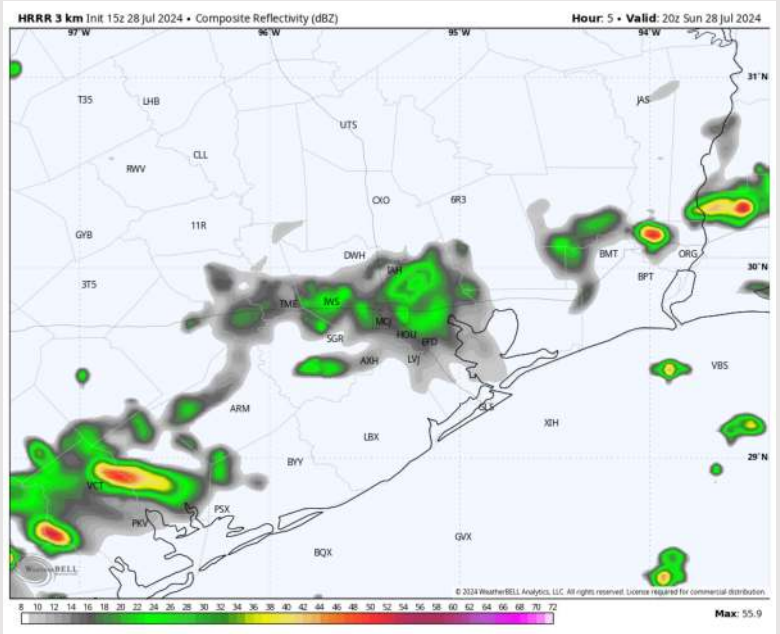 HRRR 3 km Init 15z 28 Jul 2024 • Composite Reflectivity (dBZ)
Hour: 5 • Valid: 20z Sun 28 Jul 2024
97°W 96°W 95°W 94°W
31°N
T35 LHB JAS
UTS
CLL
RWV
CXO 6R3
11R
GYB
DWH BMT ORG
30°N
IAH
3T5 BPT
TME IWS
MCJ
SGR HOU EFD
AXH LVJ VBS
ARM GLS
XIH
LBX
29°N
BYY
VCT
PSX
PKV
GVX
BQX
WeatherBELL
© 2024 WeatherBELL Analytics, LLC. All rights reserved. License required for commercial distribution.
8 10 12 14 16 18 20 22 24 26 28 30 32 34 36 38 40 42 44 46 48 50 52 54 56 58 60 62 64 66 68 70 72
Max: 55.9